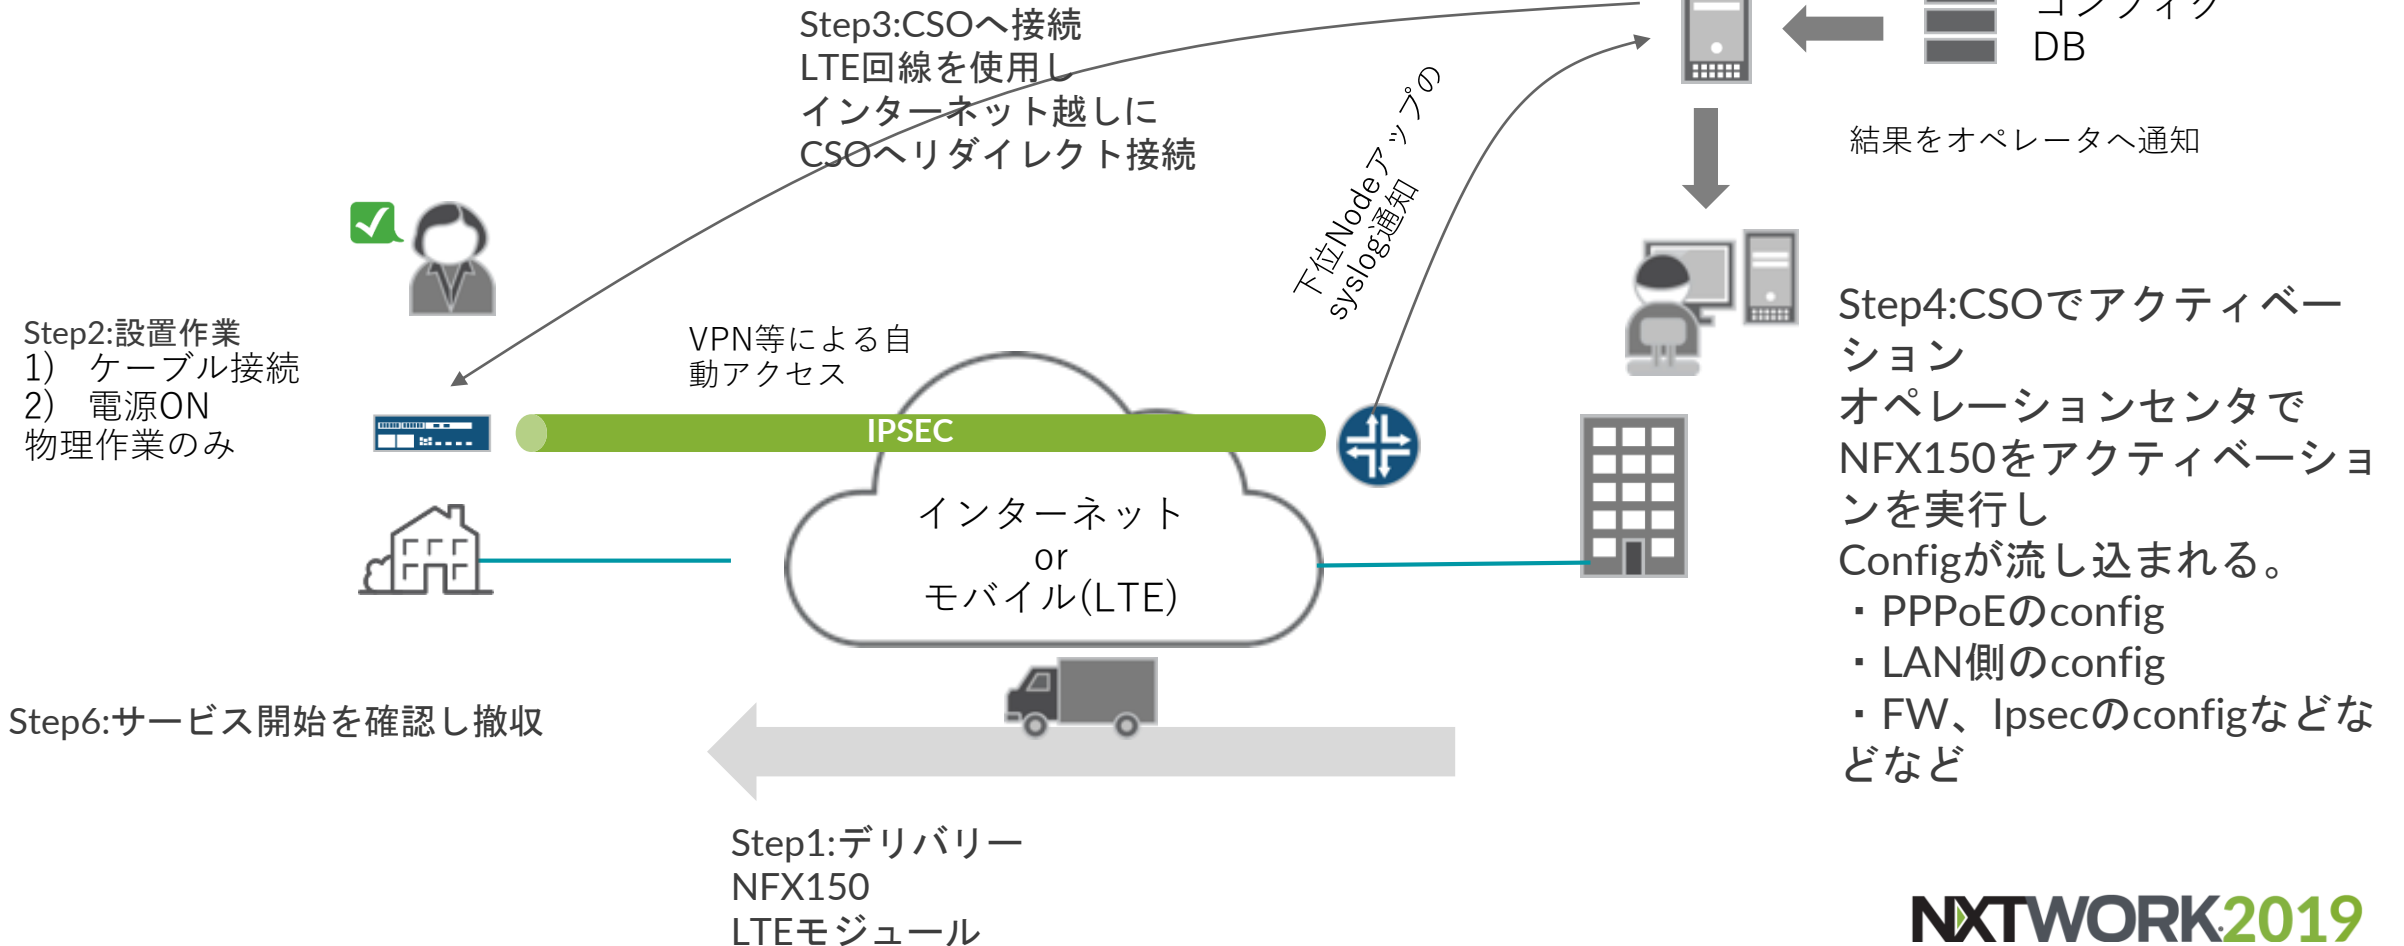 Step3:CSOへ接続
LTE回線を使用し
インターネット越しに
CSOへリダイレクト接続
コンフィグ
DB
結果をオペレータへ通知
下位Nodeアップの
syslog通知
Step2:設置作業
1) ケーブル接続
2) 電源ON
物理作業のみ
VPN等による自
動アクセス
IPSEC
インターネット
or
モバイル(LTE)
Step4:CSOでアクティベー
ション
オペレーションセンタで
NFX150をアクティベーショ
ンを実行し
Configが流し込まれる。
・PPPoEのconfig
・LAN側のconfig
・FW、Ipsecのconfigなどな
どなど
Step6:サービス開始を確認し撤収
Step1:デリバリー
NFX150
LTEモジュール
NXTWORK2019